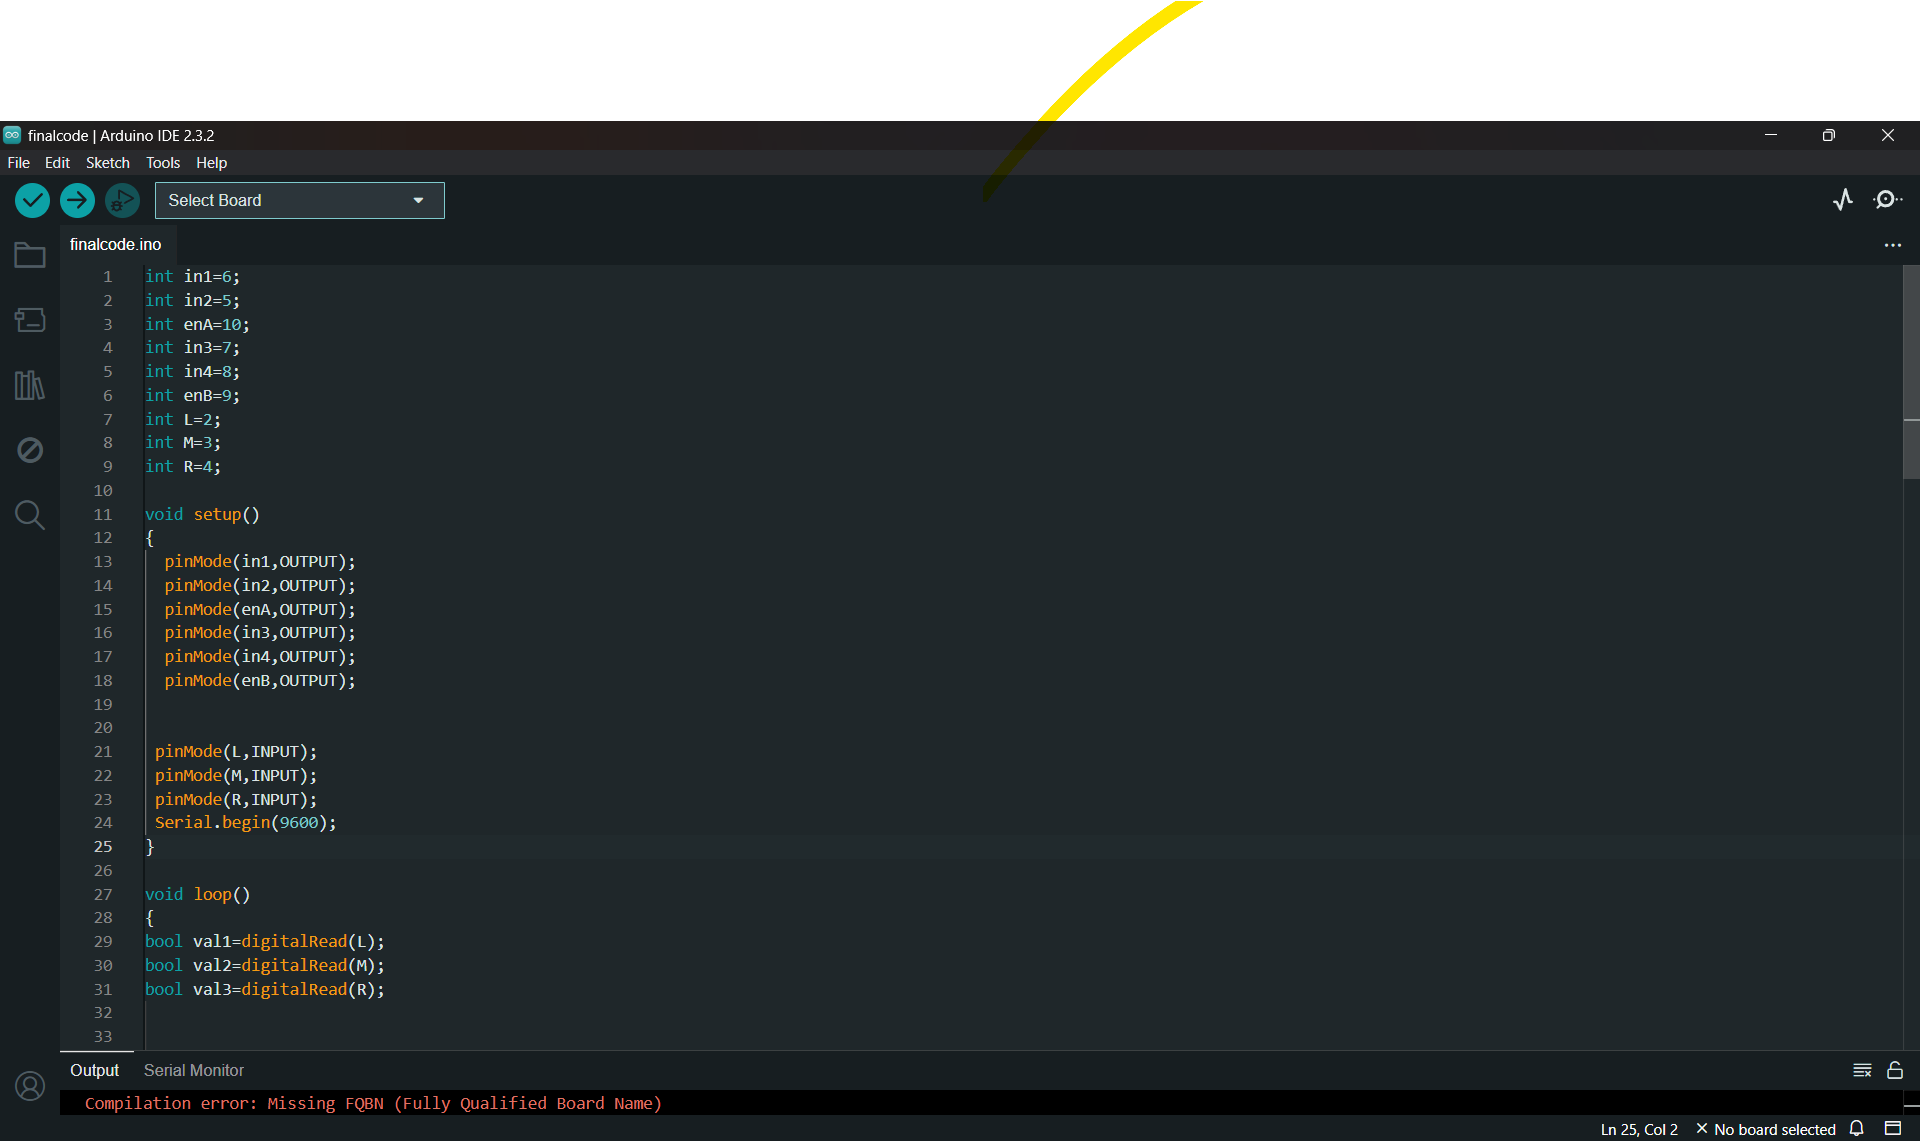 finalcode | Arduino IDE 2.3.2
File Edit Sketch Tools Help
Select Board
finalcode.ino
1 int in1=6;
2 int in2=5;
3 int enA=10;
4 int in3=7;
5 int in4=8;
6 int enB=9;
7 int L=2;
8 int M=3;
9 int R=4;
10
11 void setup()
12 {
13 pinMode(in1,OUTPUT);
14 pinMode(in2,OUTPUT);
15 pinMode(enA,OUTPUT);
16 pinMode(in3,OUTPUT);
17 pinMode(in4,OUTPUT);
18 pinMode(enB,OUTPUT);
19
20
21 pinMode(L,INPUT);
22 pinMode(M,INPUT);
23 pinMode(R,INPUT);
24 Serial.begin(9600);
25 }
26
27 void loop()
28 {
29 bool val1=digitalRead(L);
30 bool val2=digitalRead(M);
31 bool val3=digitalRead(R);
32
33
Output Serial Monitor
Compilation error: Missing FQBN (Fully Qualified Board Name)
Ln 25, Col 2 × No board selected